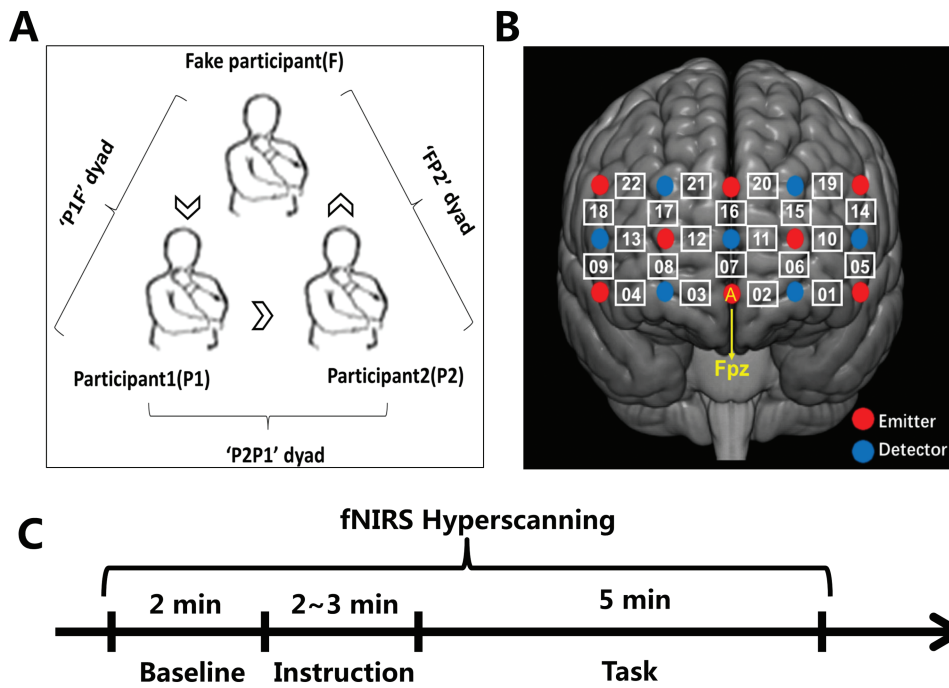 A
Fake participant(F)
'P1F' dyad
'FP2' dyad
Participant1(P1)
Participant2(P2)
'P2P1' dyad
B
22 21 20 19
18 17 16 15 14
13 12 11 10
09 08 07 06 05
04 03 A 02 01
Fpz
Emitter
Detector
C
fNIRS Hyperscanning
2 min 2~3 min 5 min
Baseline Instruction Task